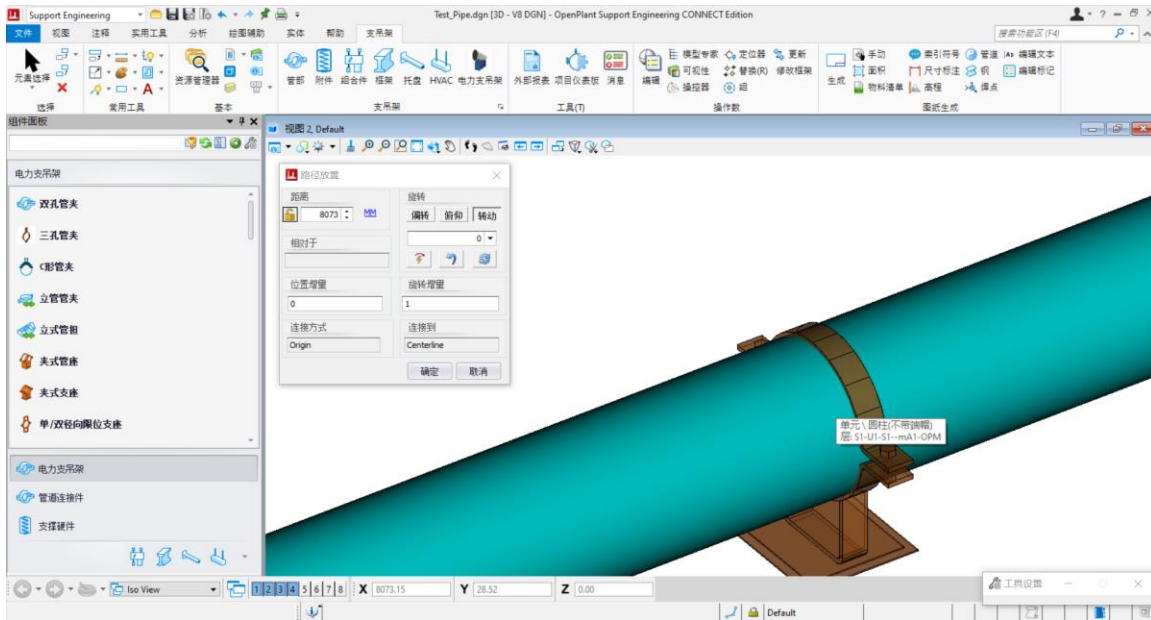 Support Engineering
Test_Pipe.dgn [3D - V8 DGN] - OpenPlant Support Engineering CONNECT Edition
文件 视图 注释 实用工具 分析 绘图辅助 实体 帮助 支吊架
搜索功能区 (F4)
元素选择
资源管理器
管部 附件 组合件 框架 托盘 HVAC 电力支吊架
外部报表 项目仪表板 消息
编辑
模型专家 定位器 更新
可视性 替换(R) 修改框架
操控器 组
生成
手动 索引符号 管道 编辑文本
面积 尺寸标注 钢 编辑标记
物料清单 高程 焊点
选择 常用工具 基本 支吊架 工具(T) 操作数 图纸生成
组件面板
电力支吊架
双孔管夹
三孔管夹
C形管夹
立管管夹
立式管担
夹式管座
夹式支座
单/双径向限位支座
电力支吊架
管道连接件
支撑硬件
视图 2, Default
路径放置
距离 绕转
8073 MM 偏转 俯仰 转动
0
相对于
位置增量 旋转增量
0 1
连接方式 连接到
Origin Centerline
确定 取消
单元 \ 圆柱(不带端帽)
层: S1-U1-S1--mA1-OPM
工具设置
Iso View 1 2 3 4 5 6 7 8 X 8073.15 Y 28.52 Z 0.00
Default